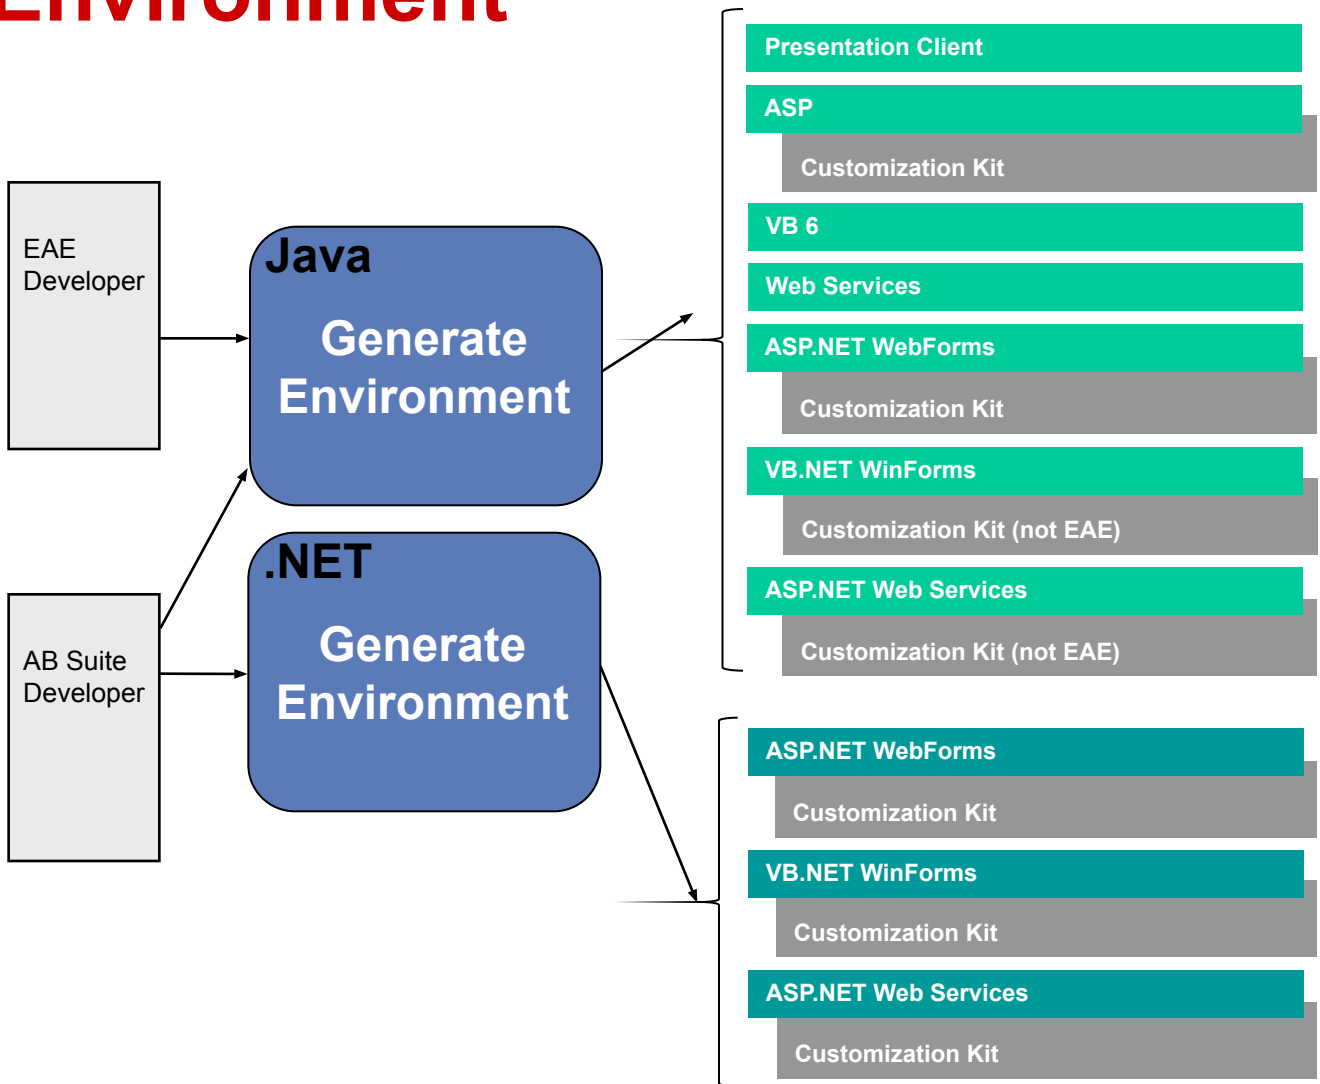 Environment
EAE
Developer
AB Suite
Developer
Java
Generate
Environment
.NET
Generate
Environment
Presentation Client
ASP
Customization Kit
VB 6
Web Services
ASP.NET WebForms
Customization Kit
VB.NET WinForms
Customization Kit (not EAE)
ASP.NET Web Services
Customization Kit (not EAE)
ASP.NET WebForms
Customization Kit
VB.NET WinForms
Customization Kit
ASP.NET Web Services
Customization Kit